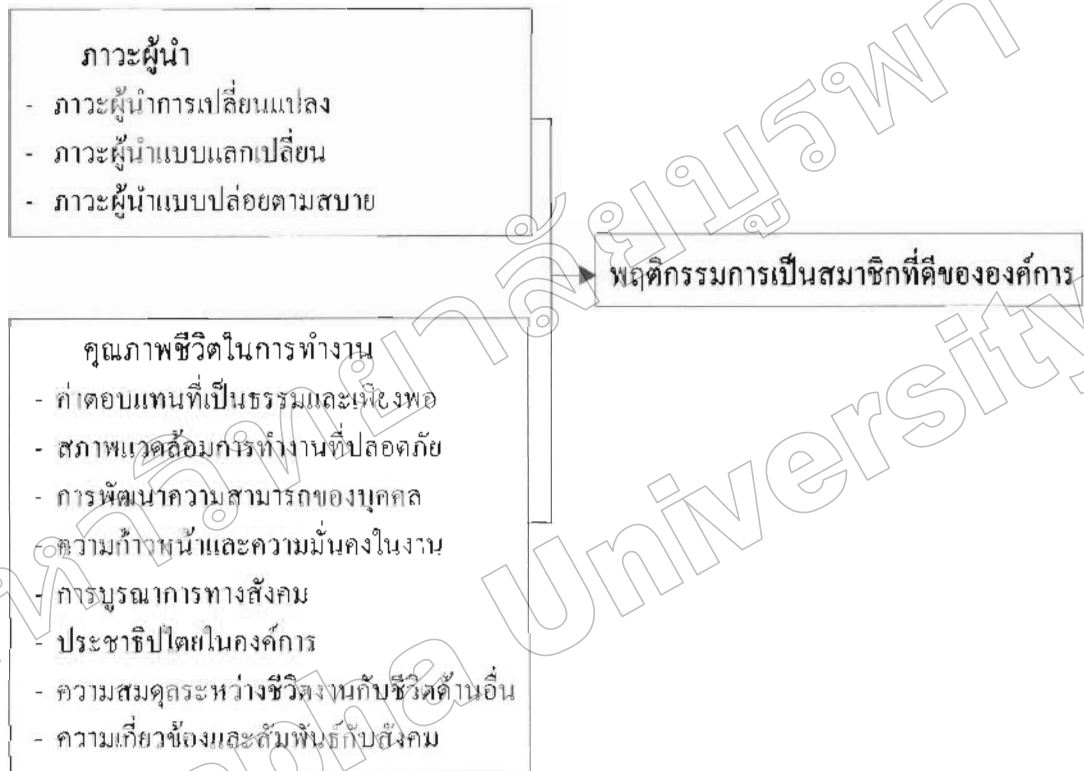 ภาวะผู้นำ
- ภาวะผู้นำการเปลี่ยนแปลง
- ภาวะผู้นำแบบแลกเปลี่ยน
- ภาวะผู้นำแบบปล่อยตามสบาย
พฤติกรรมการเป็นสมาชิกที่ดีขององค์การ
คุณภาพชีวิตในการทำงาน
- ค่าตอบแทนที่เป็นธรรมและเพียงพอ
- สภาพแวดล้อมการทำงานที่ปลอดภัย
- การพัฒนาความสามารถของบุคคล
- ความก้าวหน้าและความมั่นคงในงาน
- การบูรณาการทางสังคม
- ประชาธิปไตยในองค์การ
- ความสมดุลระหว่างชีวิตงานกับชีวิตด้านอื่น
- ความเกี่ยวข้องและสัมพันธ์กับสังคม
หาวิทยาลัยบูรพา
apha University